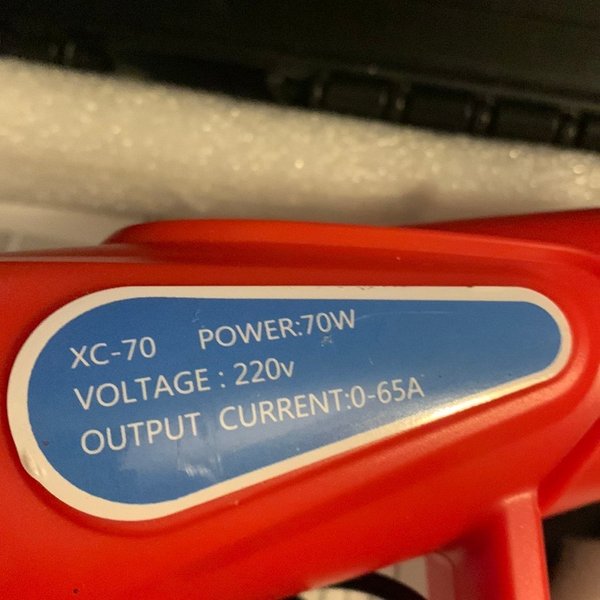 XC-70 POWER:70W
VOLTAGE : 220v
OUTPUT CURRENT:0-65A